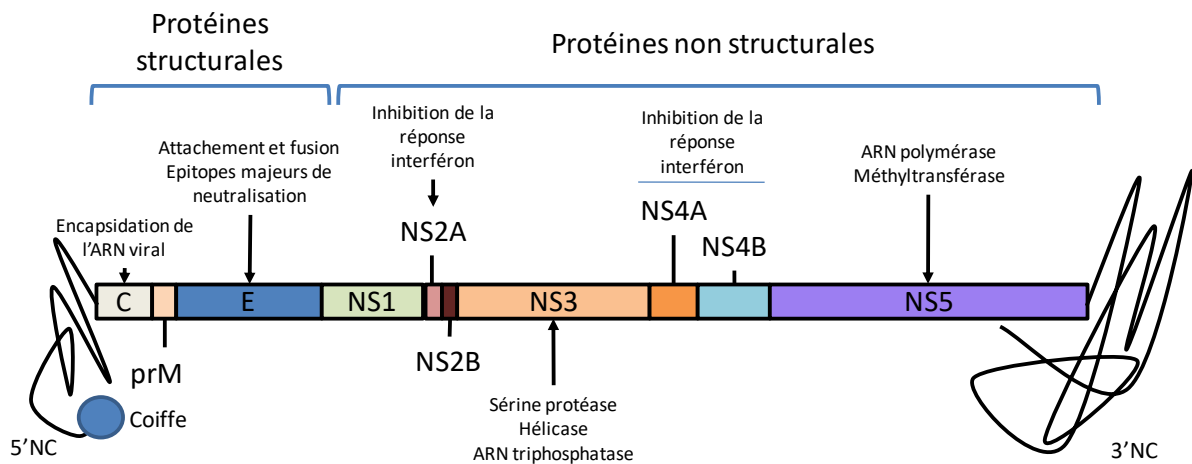 Protéines
structurales
Protéines non structurales
Inhibition de la
réponse
interféron
Inhibition de la
réponse
interféron
Attachement et fusion
Epitopes majeurs de
neutralisation
ARN polymérase
Méthyltransférase
Encapsidation de
l'ARN viral
NS2A
NS4A
NS4B
C
E
NS1
NS3
NS5
prM
NS2B
Coiffe
5'NC
Sérine protéase
Hélicase
ARN triphosphatase
3'NC